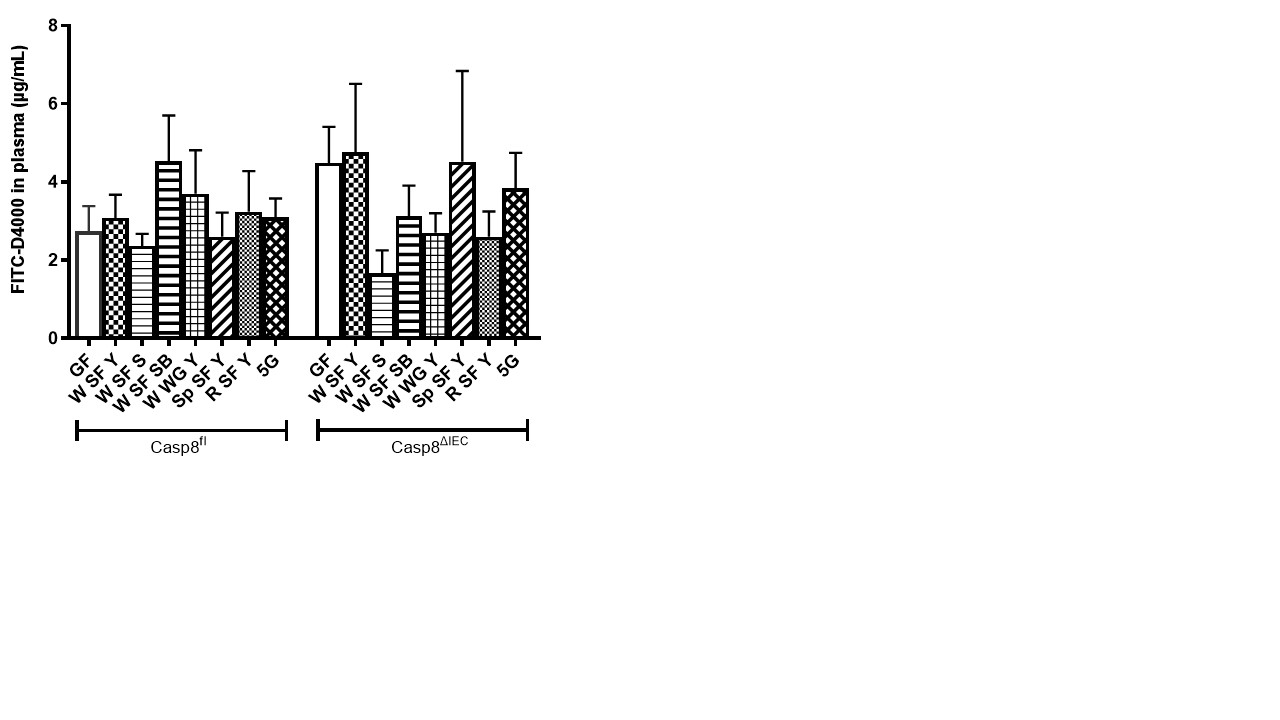 FITC-D4000 in plasma (µg/mL)
8
6
4
2
0
GF
W SF Y
W SF S
W SF SB
W WG Y
Sp SF Y
R SF Y
5G
GF
W SF Y
W SF S
W SF SB
W WG Y
Sp SF Y
R SF Y
5G
Casp8fl
Casp8ΔIEC